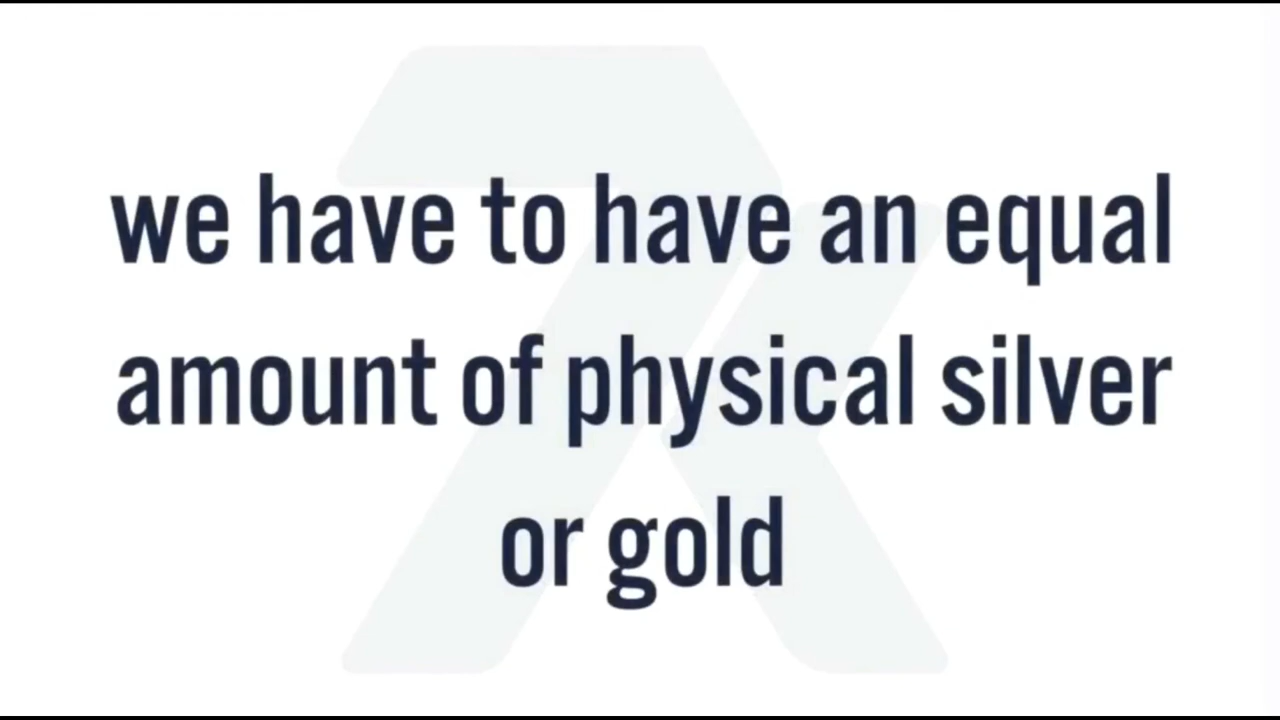 we have to have an equal
amount of physical silver
or gold